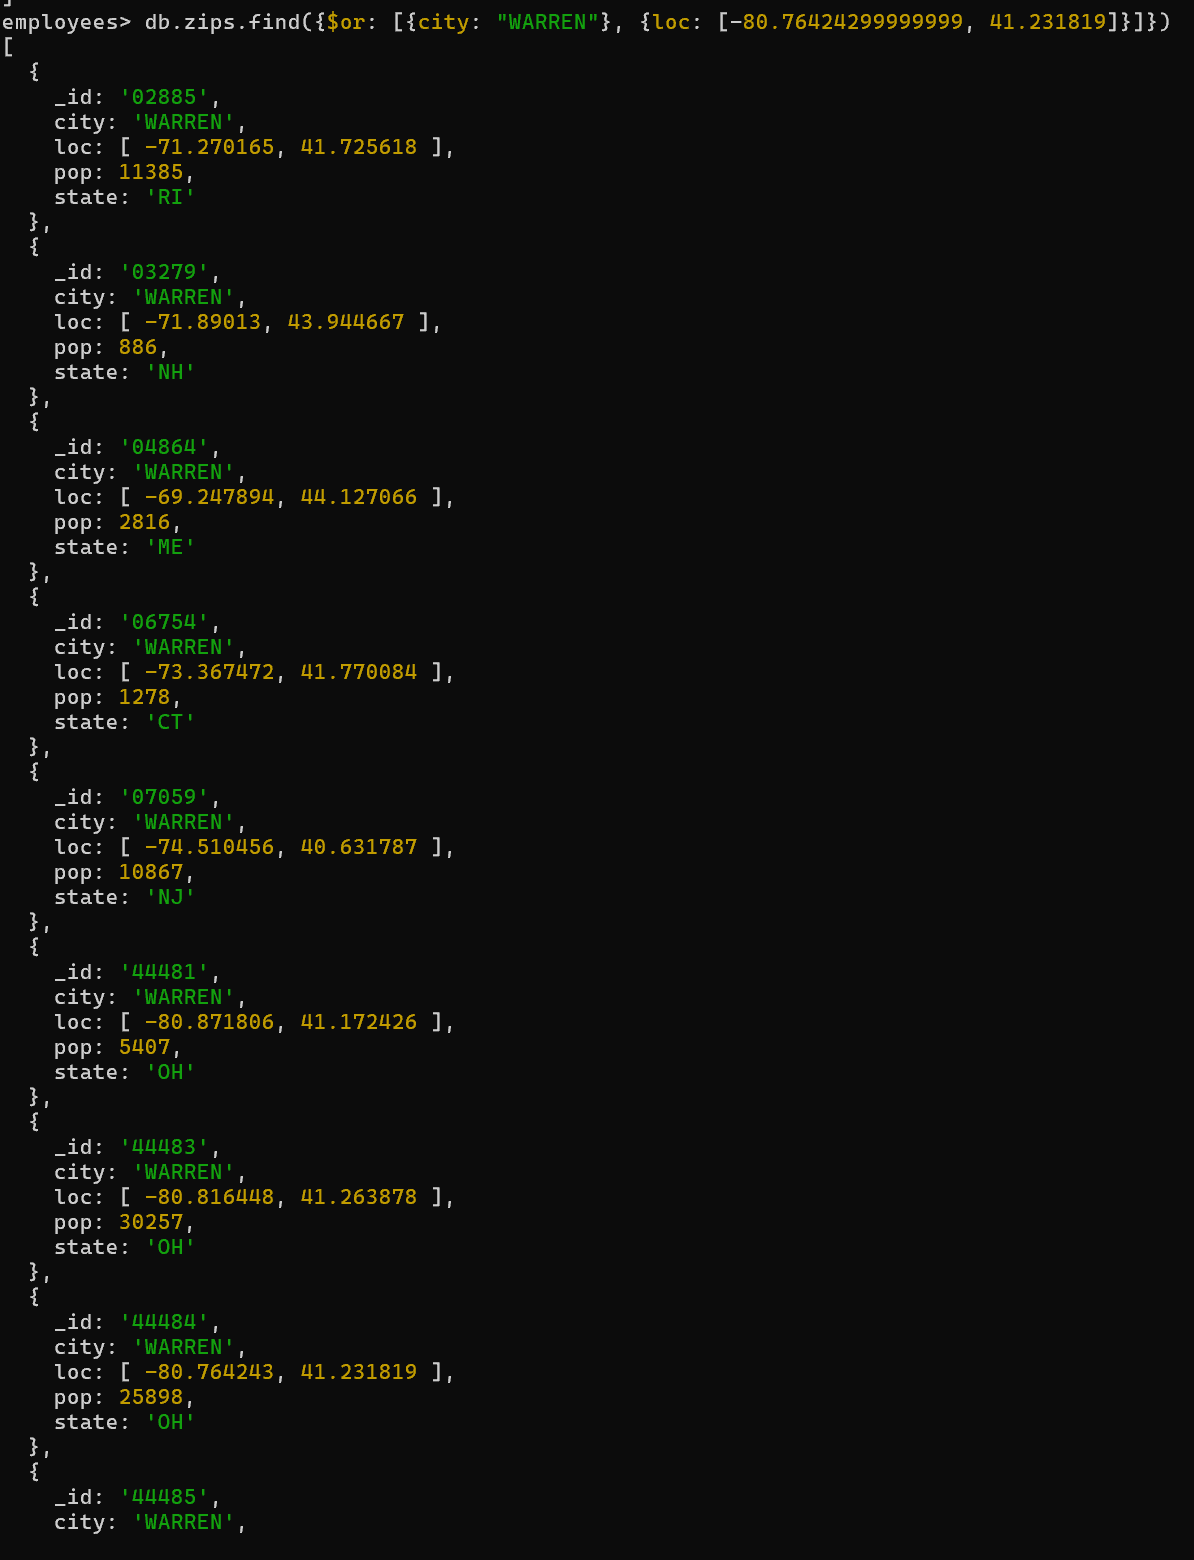 ]
employees> db.zips.find({$or: [{city: "WARREN"}, {loc: [-80.76424299999999, 41.231819]}]})
[
  {
    _id: '02885',
    city: 'WARREN',
    loc: [ -71.270165, 41.725618 ],
    pop: 11385,
    state: 'RI'
  },
  {
    _id: '03279',
    city: 'WARREN',
    loc: [ -71.89013, 43.944667 ],
    pop: 886,
    state: 'NH'
  },
  {
    _id: '04864',
    city: 'WARREN',
    loc: [ -69.247894, 44.127066 ],
    pop: 2816,
    state: 'ME'
  },
  {
    _id: '06754',
    city: 'WARREN',
    loc: [ -73.367472, 41.770084 ],
    pop: 1278,
    state: 'CT'
  },
  {
    _id: '07059',
    city: 'WARREN',
    loc: [ -74.510456, 40.631787 ],
    pop: 10867,
    state: 'NJ'
  },
  {
    _id: '44481',
    city: 'WARREN',
    loc: [ -80.871806, 41.172426 ],
    pop: 5407,
    state: 'OH'
  },
  {
    _id: '44483',
    city: 'WARREN',
    loc: [ -80.816448, 41.263878 ],
    pop: 30257,
    state: 'OH'
  },
  {
    _id: '44484',
    city: 'WARREN',
    loc: [ -80.764243, 41.231819 ],
    pop: 25898,
    state: 'OH'
  },
  {
    _id: '44485',
    city: 'WARREN',